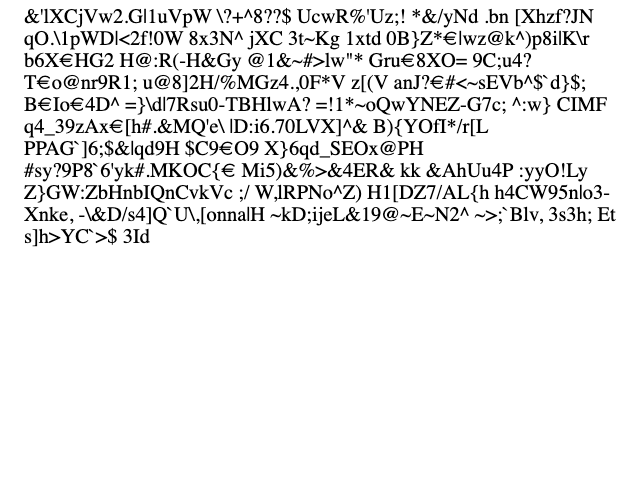 &'lXCjVw2.G|1uVpW \?+^8??$ UcwR%'Uz;! *&/yNd .bn [Xhzf?JN
qO.\1pWD|<2f!0W 8x3N^ jXC 3t~Kg 1xtd 0B}Z*€|wz@k^)p8i|K\r
b6X€HG2 H@:R(-H&Gy @1&~#>lw"* Gru€8XO= 9C;u4?
T€o@nr9R1; u@8]2H/%MGz4.,0F*V z[(V anJ?€#<~sEVb^$`d}$;
B€Io€4D^ =}\d|7Rsu0-TBHlwA? =!1*~oQwYNEZ-G7c; ^:w} CIMF
q4_39zAx€[h#.&MQ'e\ |D:i6.70LVX]^& B){YOfI*/r[L
PPAG`]6;$&|qd9H $C9€O9 X}6qd_SEOx@PH
#sy?9P8`6'yk#.MKOC{€ Mi5)&%>&4ER& kk &AhUu4P :yyO!Ly
Z}GW:ZbHnbIQnCvkVc ;/ W,lRPNo^Z) H1[DZ7/AL{h h4CW95n|o3-
Xnke, -\&D/s4]Q`U\,[onna|H ~kD;ijeL&19@~E~N2^ ~>;`Blv, 3s3h; Et
s]h>YC`>$ 3Id